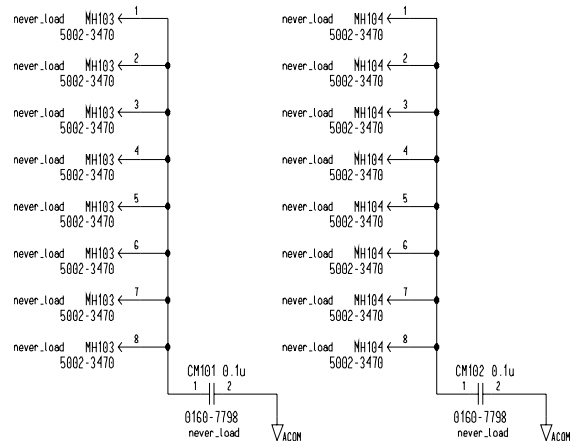 never_load MH103 1
5002-3470
never_load MH103 2
5002-3470
never_load MH103 3
5002-3470
never_load MH103 4
5002-3470
never_load MH103 5
5002-3470
never_load MH103 6
5002-3470
never_load MH103 7
5002-3470
never_load MH103 8
5002-3470
CM101 0.1u
1 2
0160-7798
never_load
ACOM
never_load MH104 1
5002-3470
never_load MH104 2
5002-3470
never_load MH104 3
5002-3470
never_load MH104 4
5002-3470
never_load MH104 5
5002-3470
never_load MH104 6
5002-3470
never_load MH104 7
5002-3470
never_load MH104 8
5002-3470
CM102 0.1u
1 2
0160-7798
never_load
ACOM